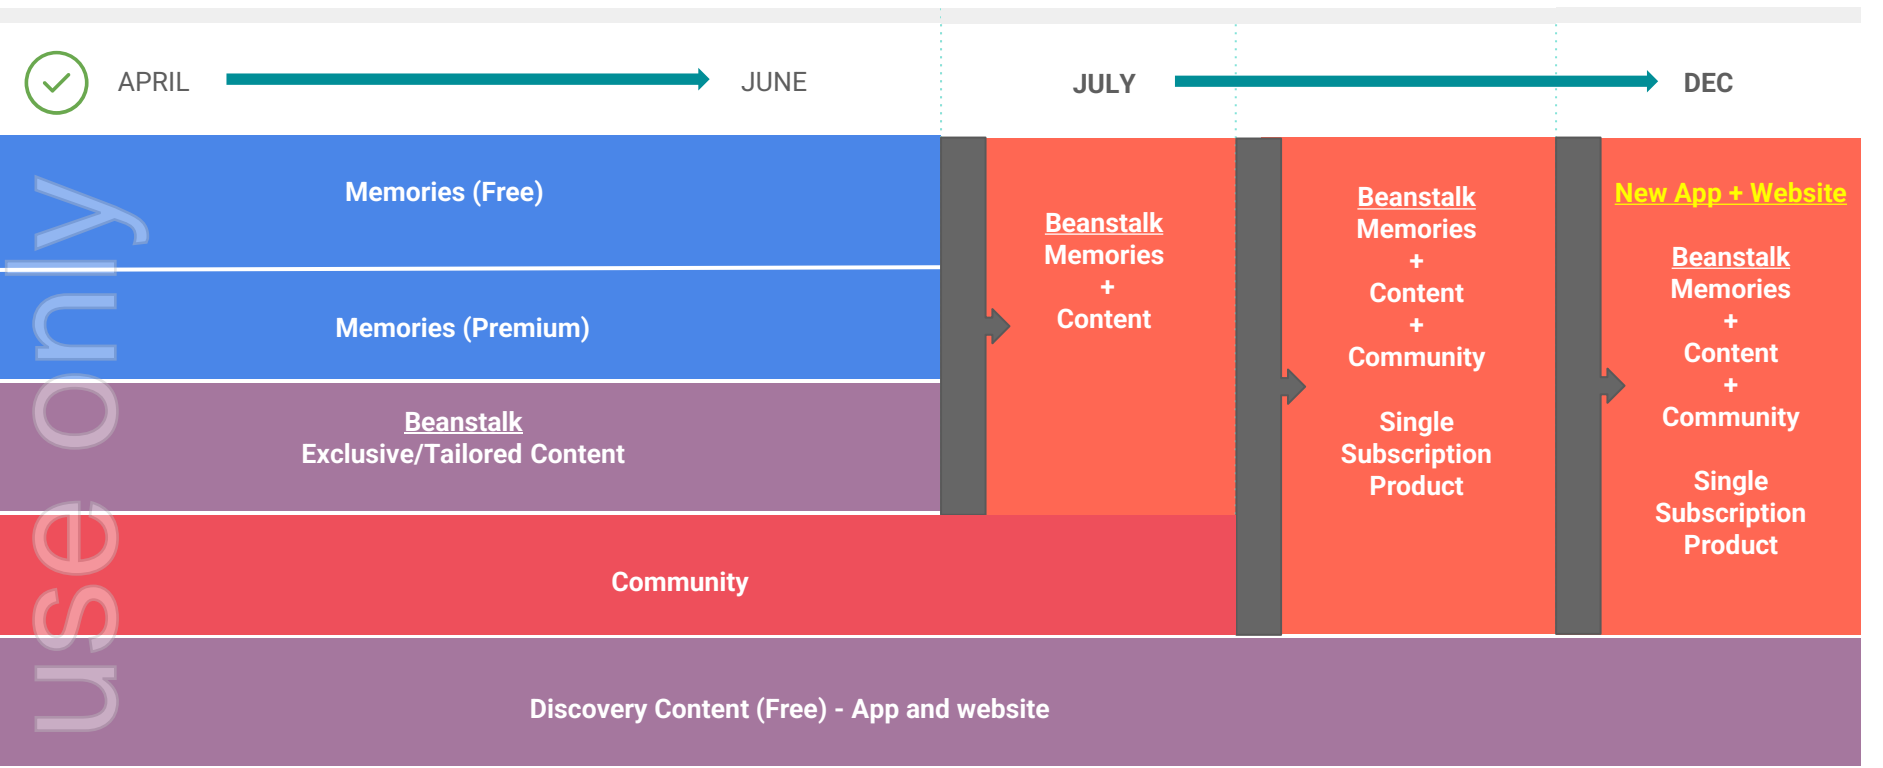 APRIL
JUNE
JULY
DEC
Memories (Free)
Memories (Premium)
Beanstalk
Exclusive/Tailored Content
Community
Discovery Content (Free) - App and website
Beanstalk
Memories
+
Content
Beanstalk
Memories
+
Content
+
Community
Single
Subscription
Product
New App + Website
Beanstalk
Memories
+
Content
+
Community
Single
Subscription
Product
use only